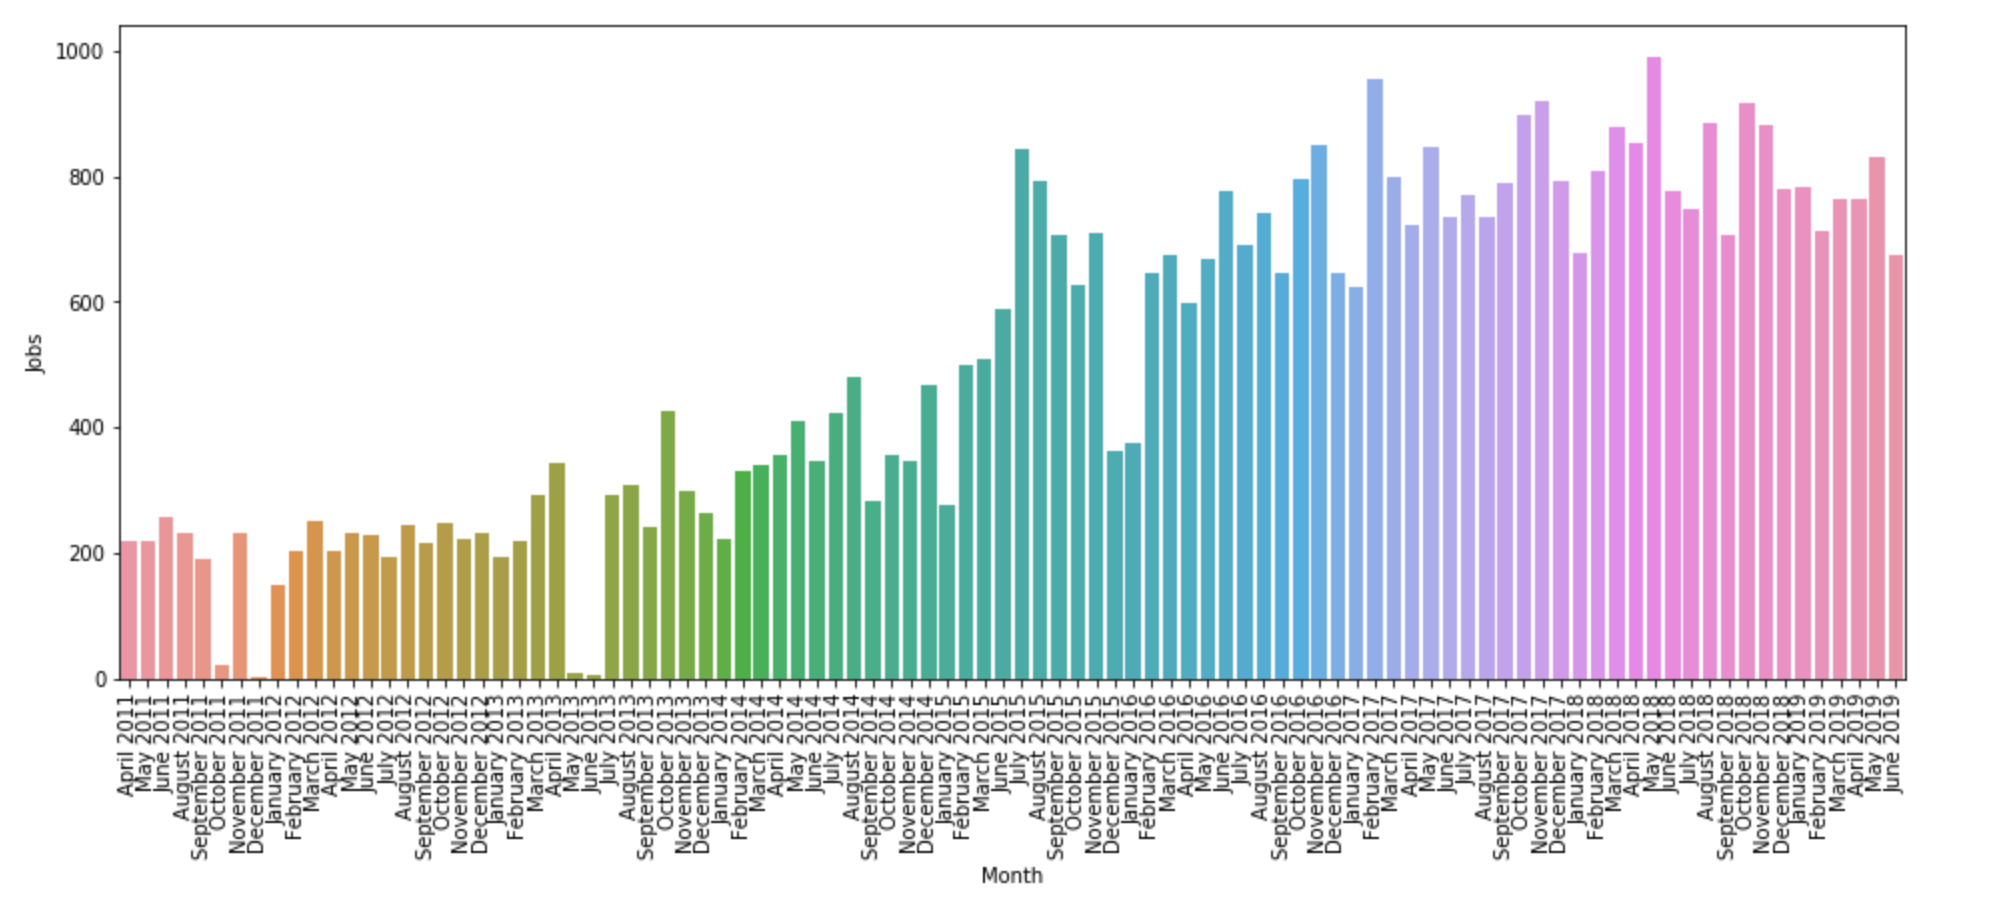 1000
800
600
400
200
0
Jobs
April 2011
May 2011
June 2011
August 2011
September 2011
October 2011
November 2011
December 2011
January 2012
February 2012
March 2012
April 2012
May 2012
June 2012
July 2012
August 2012
September 2012
October 2012
November 2012
December 2012
January 2013
February 2013
March 2013
April 2013
May 2013
June 2013
July 2013
August 2013
September 2013
October 2013
November 2013
December 2013
January 2014
February 2014
March 2014
April 2014
May 2014
June 2014
July 2014
August 2014
September 2014
October 2014
November 2014
December 2014
January 2015
February 2015
March 2015
June 2015
July 2015
August 2015
September 2015
October 2015
November 2015
December 2015
January 2016
February 2016
March 2016
April 2016
May 2016
June 2016
July 2016
August 2016
September 2016
October 2016
November 2016
December 2016
January 2017
February 2017
March 2017
April 2017
May 2017
June 2017
July 2017
August 2017
September 2017
October 2017
November 2017
December 2017
January 2018
February 2018
March 2018
April 2018
May 2018
June 2018
July 2018
August 2018
September 2018
October 2018
November 2018
December 2018
January 2019
February 2019
March 2019
April 2019
May 2019
June 2019
Month